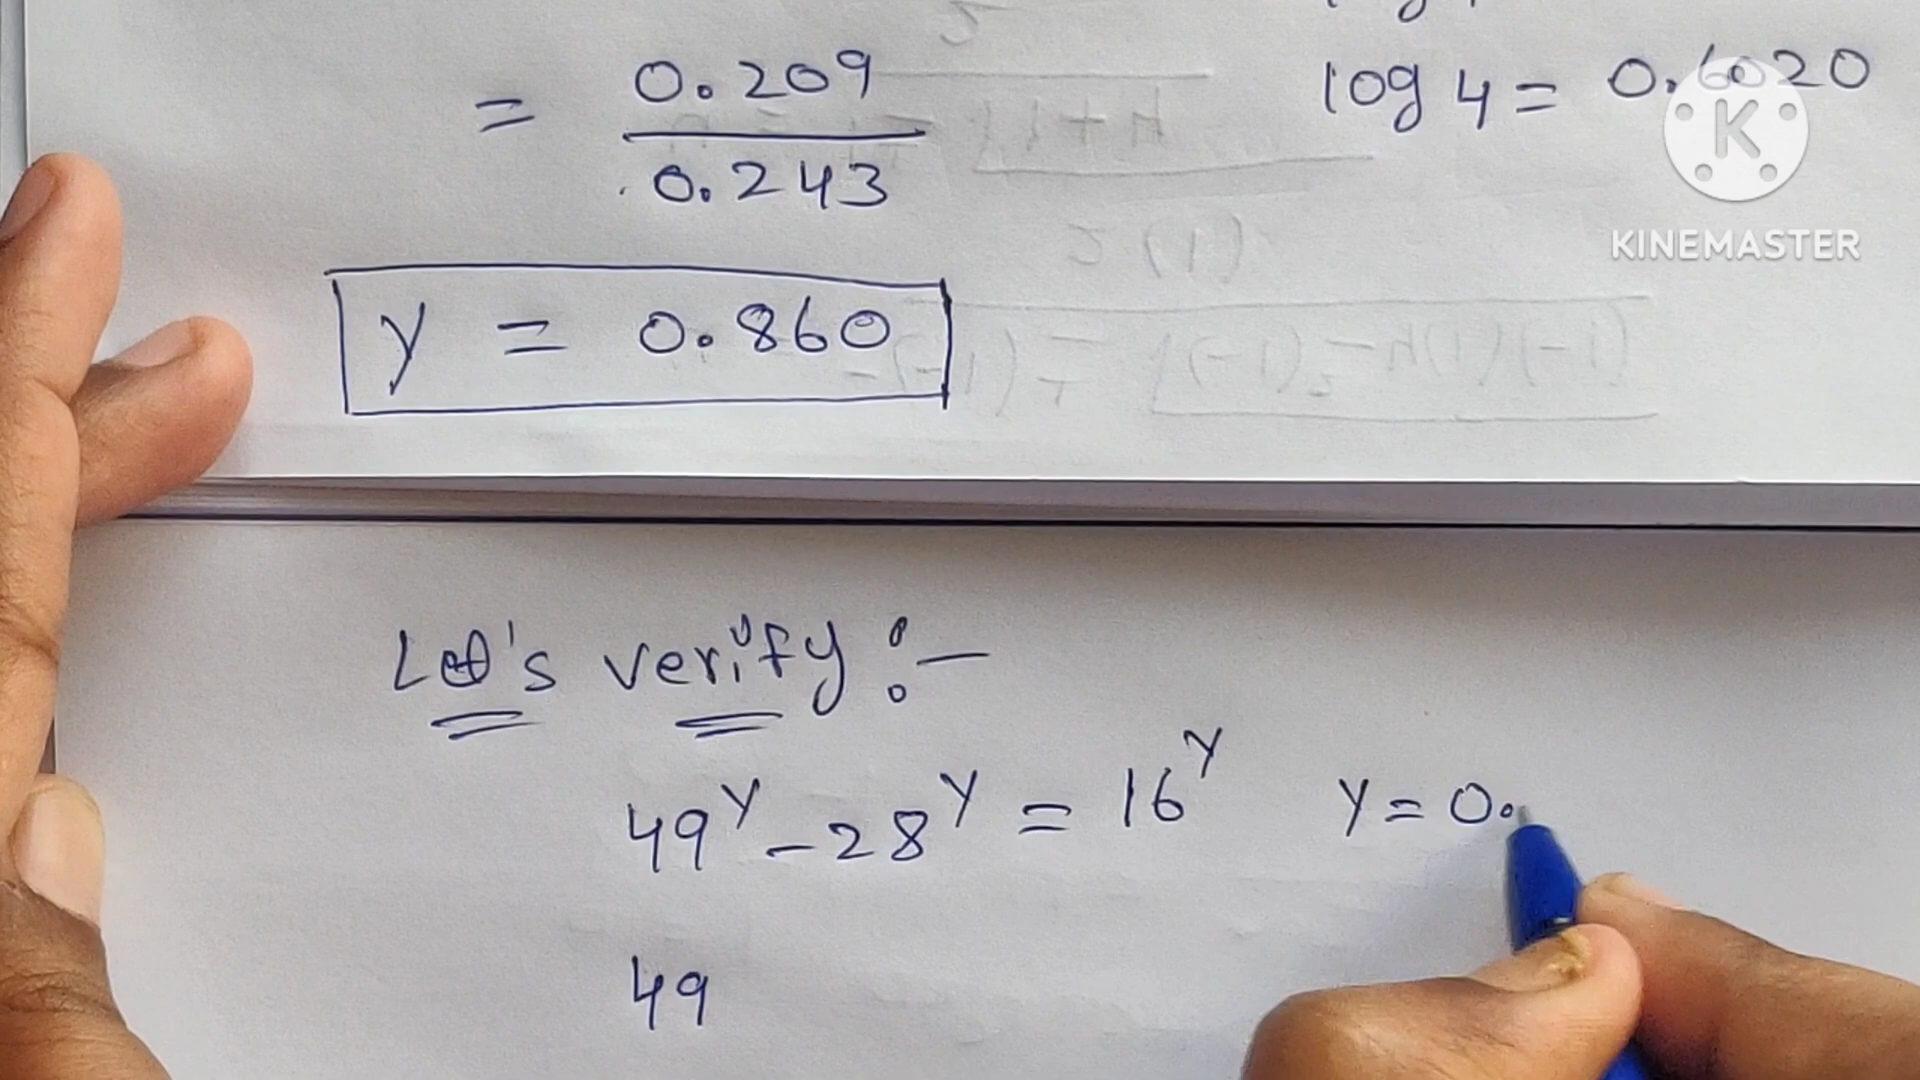 = 0.209 / 0.243
log 4 = 0.6020
K
KINEMASTER
y = 0.860
Let's verify :-
49^y - 28^y = 16^y   y = 0.
49